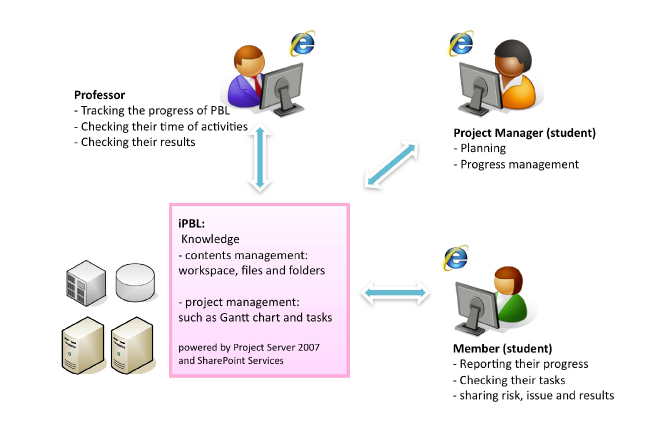 Professor
- Tracking the progress of PBL
- Checking their time of activities
- Checking their results
Project Manager (student)
- Planning
- Progress management
iPBL:
Knowledge
- contents management:
workspace, files and folders
- project management:
such as Gantt chart and tasks
powered by Project Server 2007
and SharePoint Services
Member (student)
- Reporting their progress
- Checking their tasks
- sharing risk, issue and results